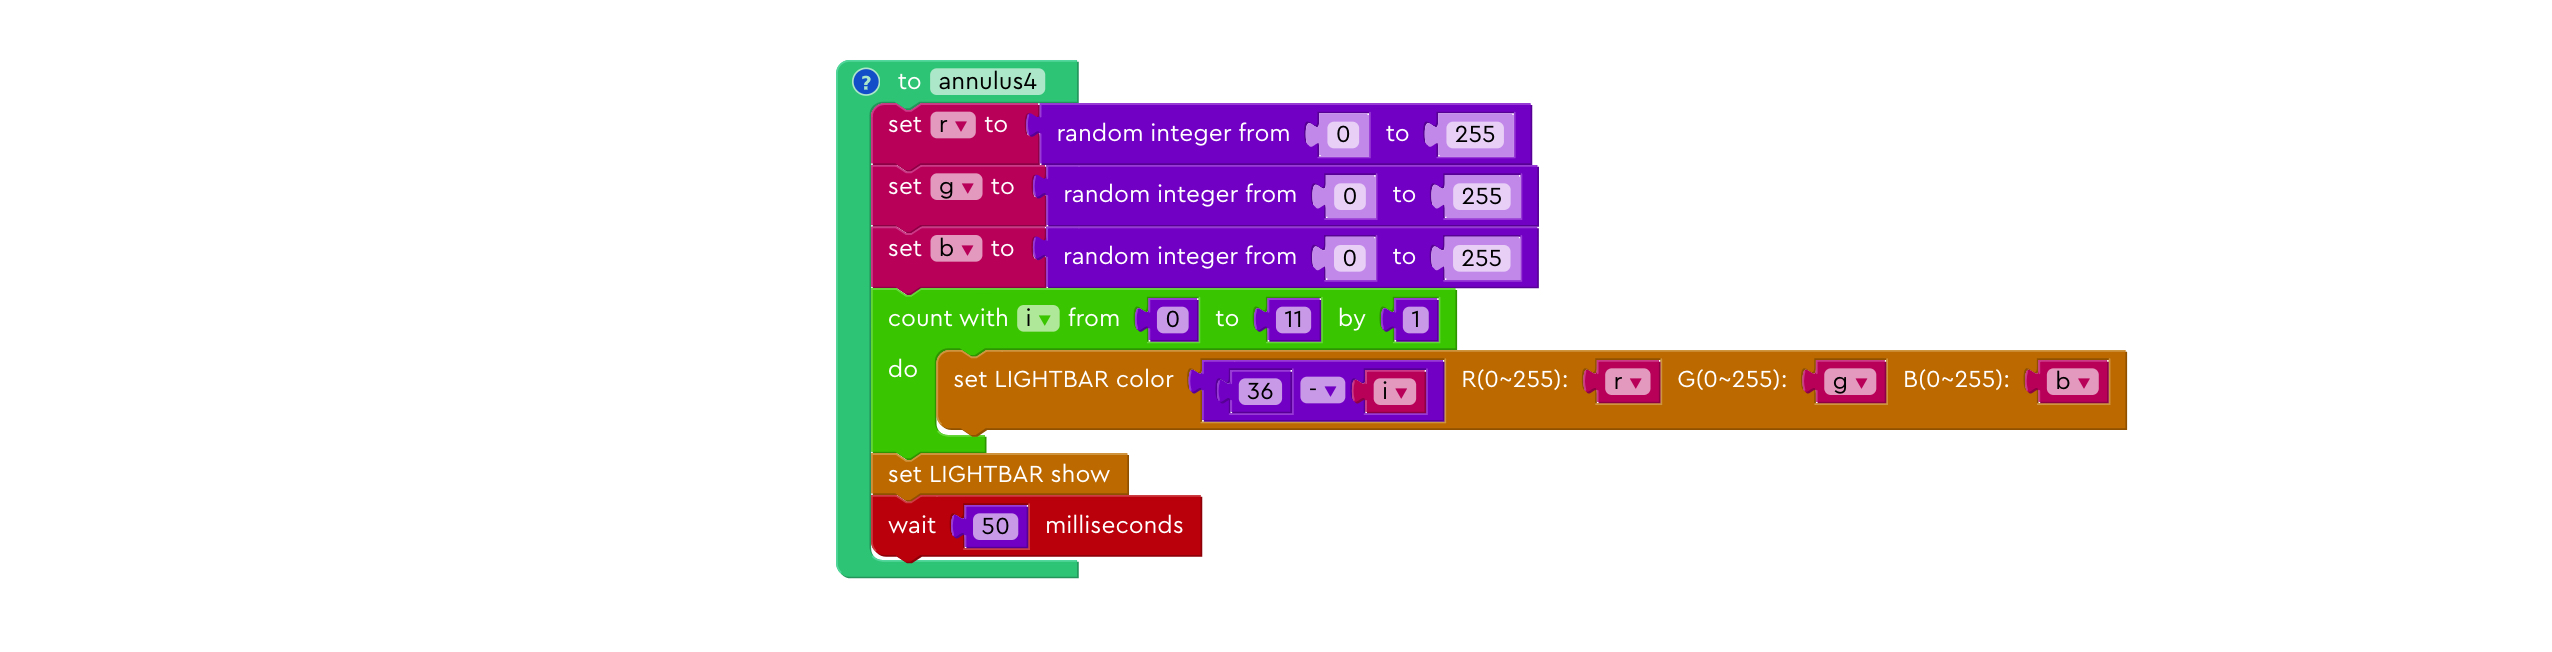 ? to annulus4
set r ▼ to random integer from 0 to 255
set g ▼ to random integer from 0 to 255
set b ▼ to random integer from 0 to 255
count with i ▼ from 0 to 11 by 1
do set LIGHTBAR color 36 - ▼ i ▼ R(0~255): r ▼ G(0~255): g ▼ B(0~255): b ▼
set LIGHTBAR show
wait 50 milliseconds